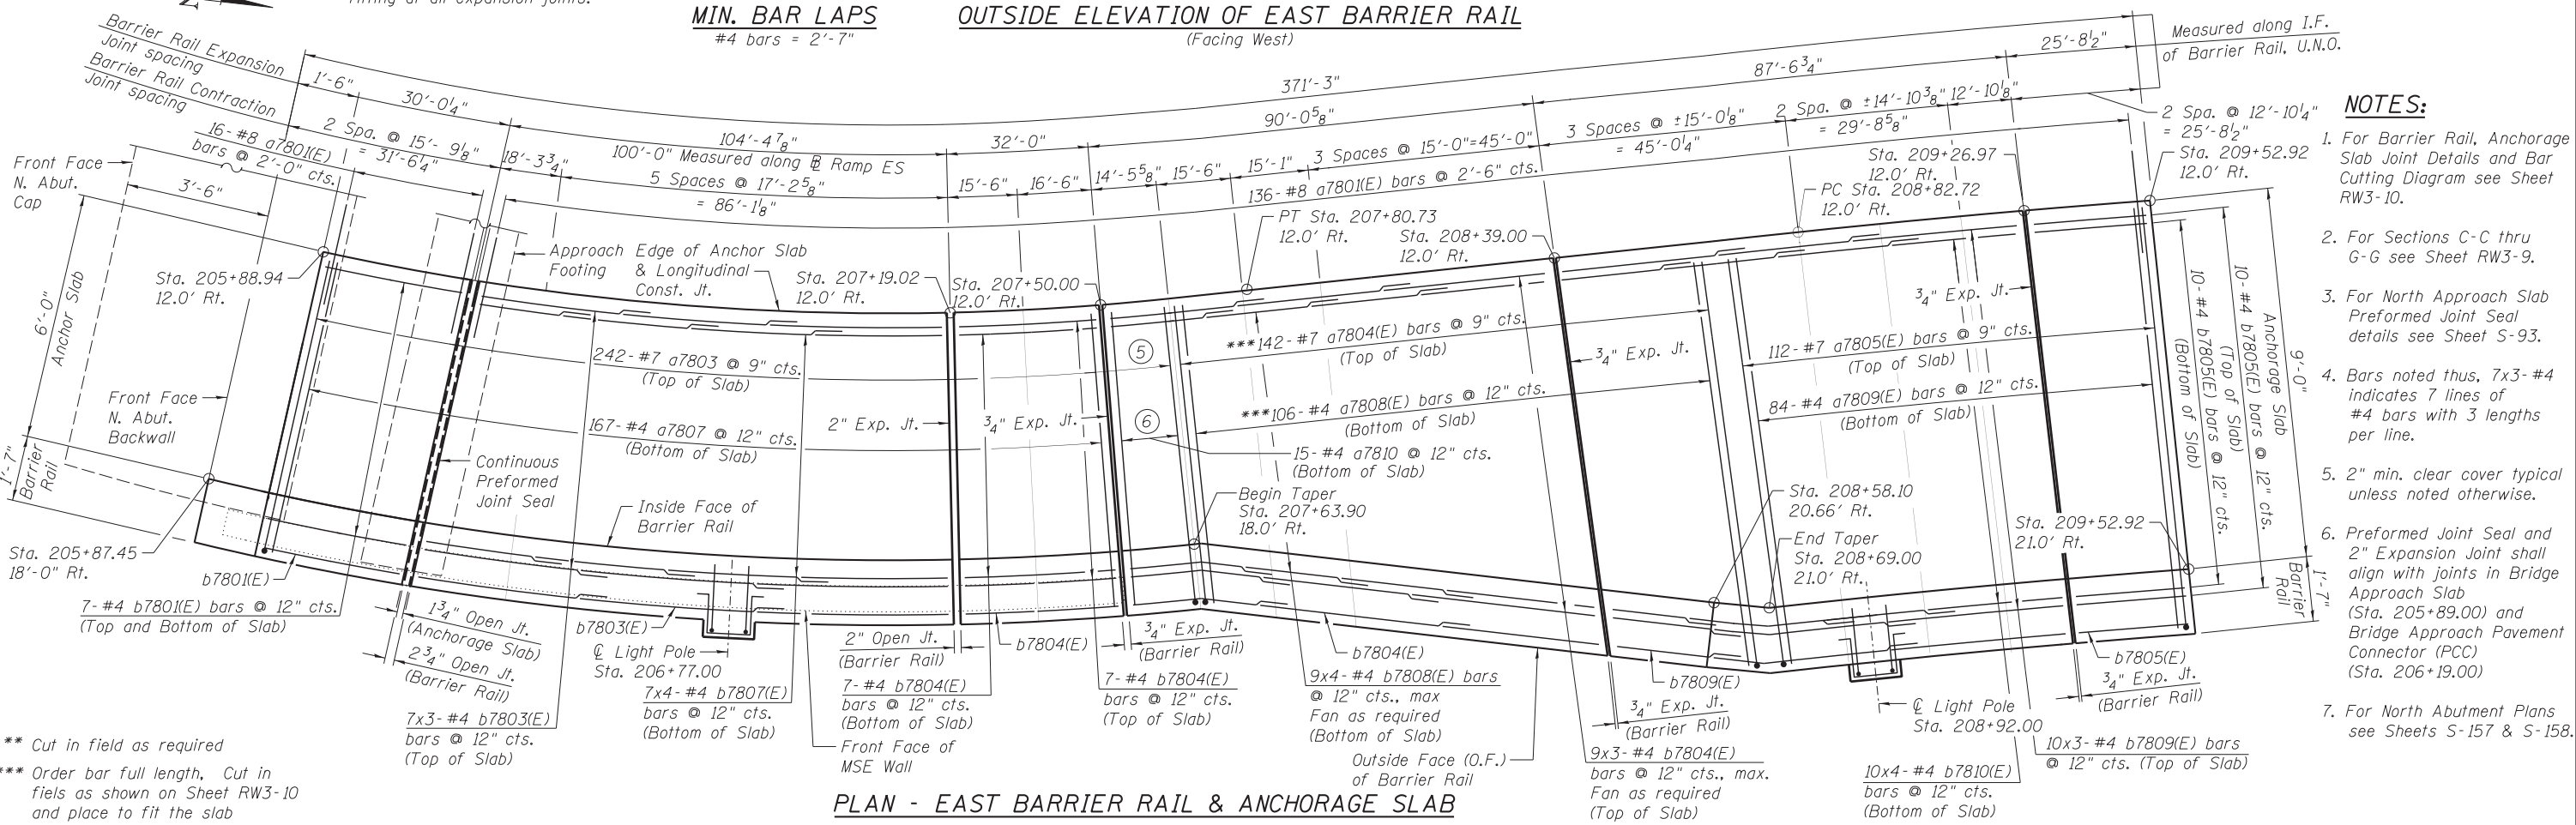 fitting at all expansion joints.
MIN. BAR LAPS
#4 bars = 2'-7"
OUTSIDE ELEVATION OF EAST BARRIER RAIL
(Facing West)
Measured along I.F.
of Barrier Rail, U.N.O.
Barrier Rail Expansion
Joint spacing
Barrier Rail Contraction
Joint spacing
371'-3"
1'-6"
30'-0¼"
104'-4⅞"
100'-0" Measured along ⅊ Ramp ES
32'-0"
90'-0⅝"
87'-6¾"
25'-8½"
2 Spa. @ 15'-9⅛"
= 31'-6¼"
18'-3¾"
5 Spaces @ 17'-2⅝"
= 86'-1⅛"
15'-6"
16'-6"
14'-5⅝"
15'-6"
15'-1"
3 Spaces @ 15'-0"=45'-0"
3 Spaces @ ±15'-0⅛"
= 45'-0¼"
2 Spa. @ ±14'-10⅜"
= 29'-8⅝"
12'-10⅛"
2 Spa. @ 12'-10¼"
= 25'-8½"
16-#8 a7801(E)
bars @ 2'-0" cts.
136-#8 a7801(E) bars @ 2'-6" cts.
Front Face
N. Abut.
Cap
3'-6"
6'-0"
Anchor Slab
1'-7"
Barrier
Rail
Sta. 205+88.94
12.0' Rt.
Approach
Footing
Edge of Anchor Slab
& Longitudinal
Const. Jt.
Sta. 207+19.02
12.0' Rt.
Sta. 207+50.00
12.0' Rt.
PT Sta. 207+80.73
12.0' Rt.
Sta. 208+39.00
12.0' Rt.
PC Sta. 208+82.72
12.0' Rt.
Sta. 209+26.97
12.0' Rt.
Sta. 209+52.92
12.0' Rt.
Front Face
N. Abut.
Backwall
242-#7 a7803 @ 9" cts.
(Top of Slab)
167-#4 a7807 @ 12" cts.
(Bottom of Slab)
2" Exp. Jt.
¾" Exp. Jt.
5
6
***142-#7 a7804(E) bars @ 9" cts.
(Top of Slab)
***106-#4 a7808(E) bars @ 12" cts.
(Bottom of Slab)
15-#4 a7810 @ 12" cts.
(Bottom of Slab)
¾" Exp. Jt.
¾" Exp. Jt.
112-#7 a7805(E) bars @ 9" cts.
(Top of Slab)
84-#4 a7809(E) bars @ 12" cts.
(Bottom of Slab)
10-#4 b7805(E) bars @ 12" cts.
(Bottom of Slab)
10-#4 b7805(E) bars @ 12" cts.
(Top of Slab)
Anchorage Slab
9'-0"
1'-7"
Barrier
Rail
Continuous
Preformed
Joint Seal
Inside Face of
Barrier Rail
Begin Taper
Sta. 207+63.90
18.0' Rt.
Sta. 208+58.10
20.66' Rt.
End Taper
Sta. 208+69.00
21.0' Rt.
Sta. 209+52.92
21.0' Rt.
Sta. 205+87.45
18'-0" Rt.
b7801(E)
7-#4 b7801(E) bars @ 12" cts.
(Top and Bottom of Slab)
1¾" Open Jt.
(Anchorage Slab)
2¾" Open Jt.
(Barrier Rail)
7x3-#4 b7803(E)
bars @ 12" cts.
(Top of Slab)
b7803(E)
℄ Light Pole
Sta. 206+77.00
7x4-#4 b7807(E)
bars @ 12" cts.
(Bottom of Slab)
2" Open Jt.
(Barrier Rail)
7-#4 b7804(E)
bars @ 12" cts.
(Bottom of Slab)
Front Face of
MSE Wall
b7804(E)
¾" Exp. Jt.
(Barrier Rail)
7-#4 b7804(E)
bars @ 12" cts.
(Top of Slab)
b7804(E)
9x4-#4 b7808(E) bars
@ 12" cts., max
Fan as required
(Bottom of Slab)
Outside Face (O.F.)
of Barrier Rail
b7809(E)
¾" Exp. Jt.
(Barrier Rail)
9x3-#4 b7804(E)
bars @ 12" cts., max.
Fan as required
(Top of Slab)
℄ Light Pole
Sta. 208+92.00
10x4-#4 b7810(E)
bars @ 12" cts.
(Bottom of Slab)
b7805(E)
¾" Exp. Jt.
(Barrier Rail)
10x3-#4 b7809(E) bars
@ 12" cts. (Top of Slab)
** Cut in field as required
*** Order bar full length, Cut in
fiels as shown on Sheet RW3-10
and place to fit the slab
PLAN - EAST BARRIER RAIL & ANCHORAGE SLAB
NOTES:
1. For Barrier Rail, Anchorage
Slab Joint Details and Bar
Cutting Diagram see Sheet
RW3-10.
2. For Sections C-C thru
G-G see Sheet RW3-9.
3. For North Approach Slab
Preformed Joint Seal
details see Sheet S-93.
4. Bars noted thus, 7x3-#4
indicates 7 lines of
#4 bars with 3 lengths
per line.
5. 2" min. clear cover typical
unless noted otherwise.
6. Preformed Joint Seal and
2" Expansion Joint shall
align with joints in Bridge
Approach Slab
(Sta. 205+89.00) and
Bridge Approach Pavement
Connector (PCC)
(Sta. 206+19.00)
7. For North Abutment Plans
see Sheets S-157 & S-158.